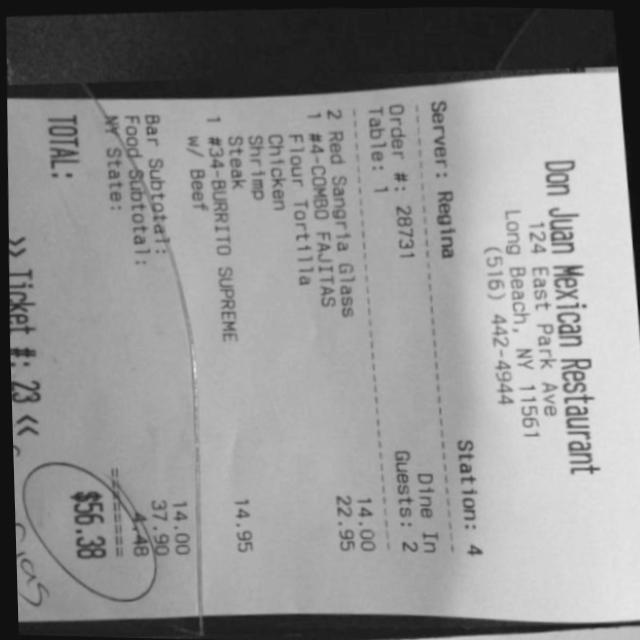 Don Juan Mexican Restaurant
124 East Park Ave
Long Beach, NY 11561
(516) 442-4944
Server: Regina Station: 4
Order #: 28731 Dine In
Table: 1 Guests: 2
2 Red Sangria Glass 14.00
1 #4-COMBO FAJITAS 22.95
Flour Tortilla
Chicken
Shrimp
Steak
1 #34-BURRITO SUPREME 14.95
w/ Beef
Bar Subtotal: 14.00
Food Subtotal: 37.90
NY State: 4.48
TOTAL: $56.38
>> Ticket #: 23 <<